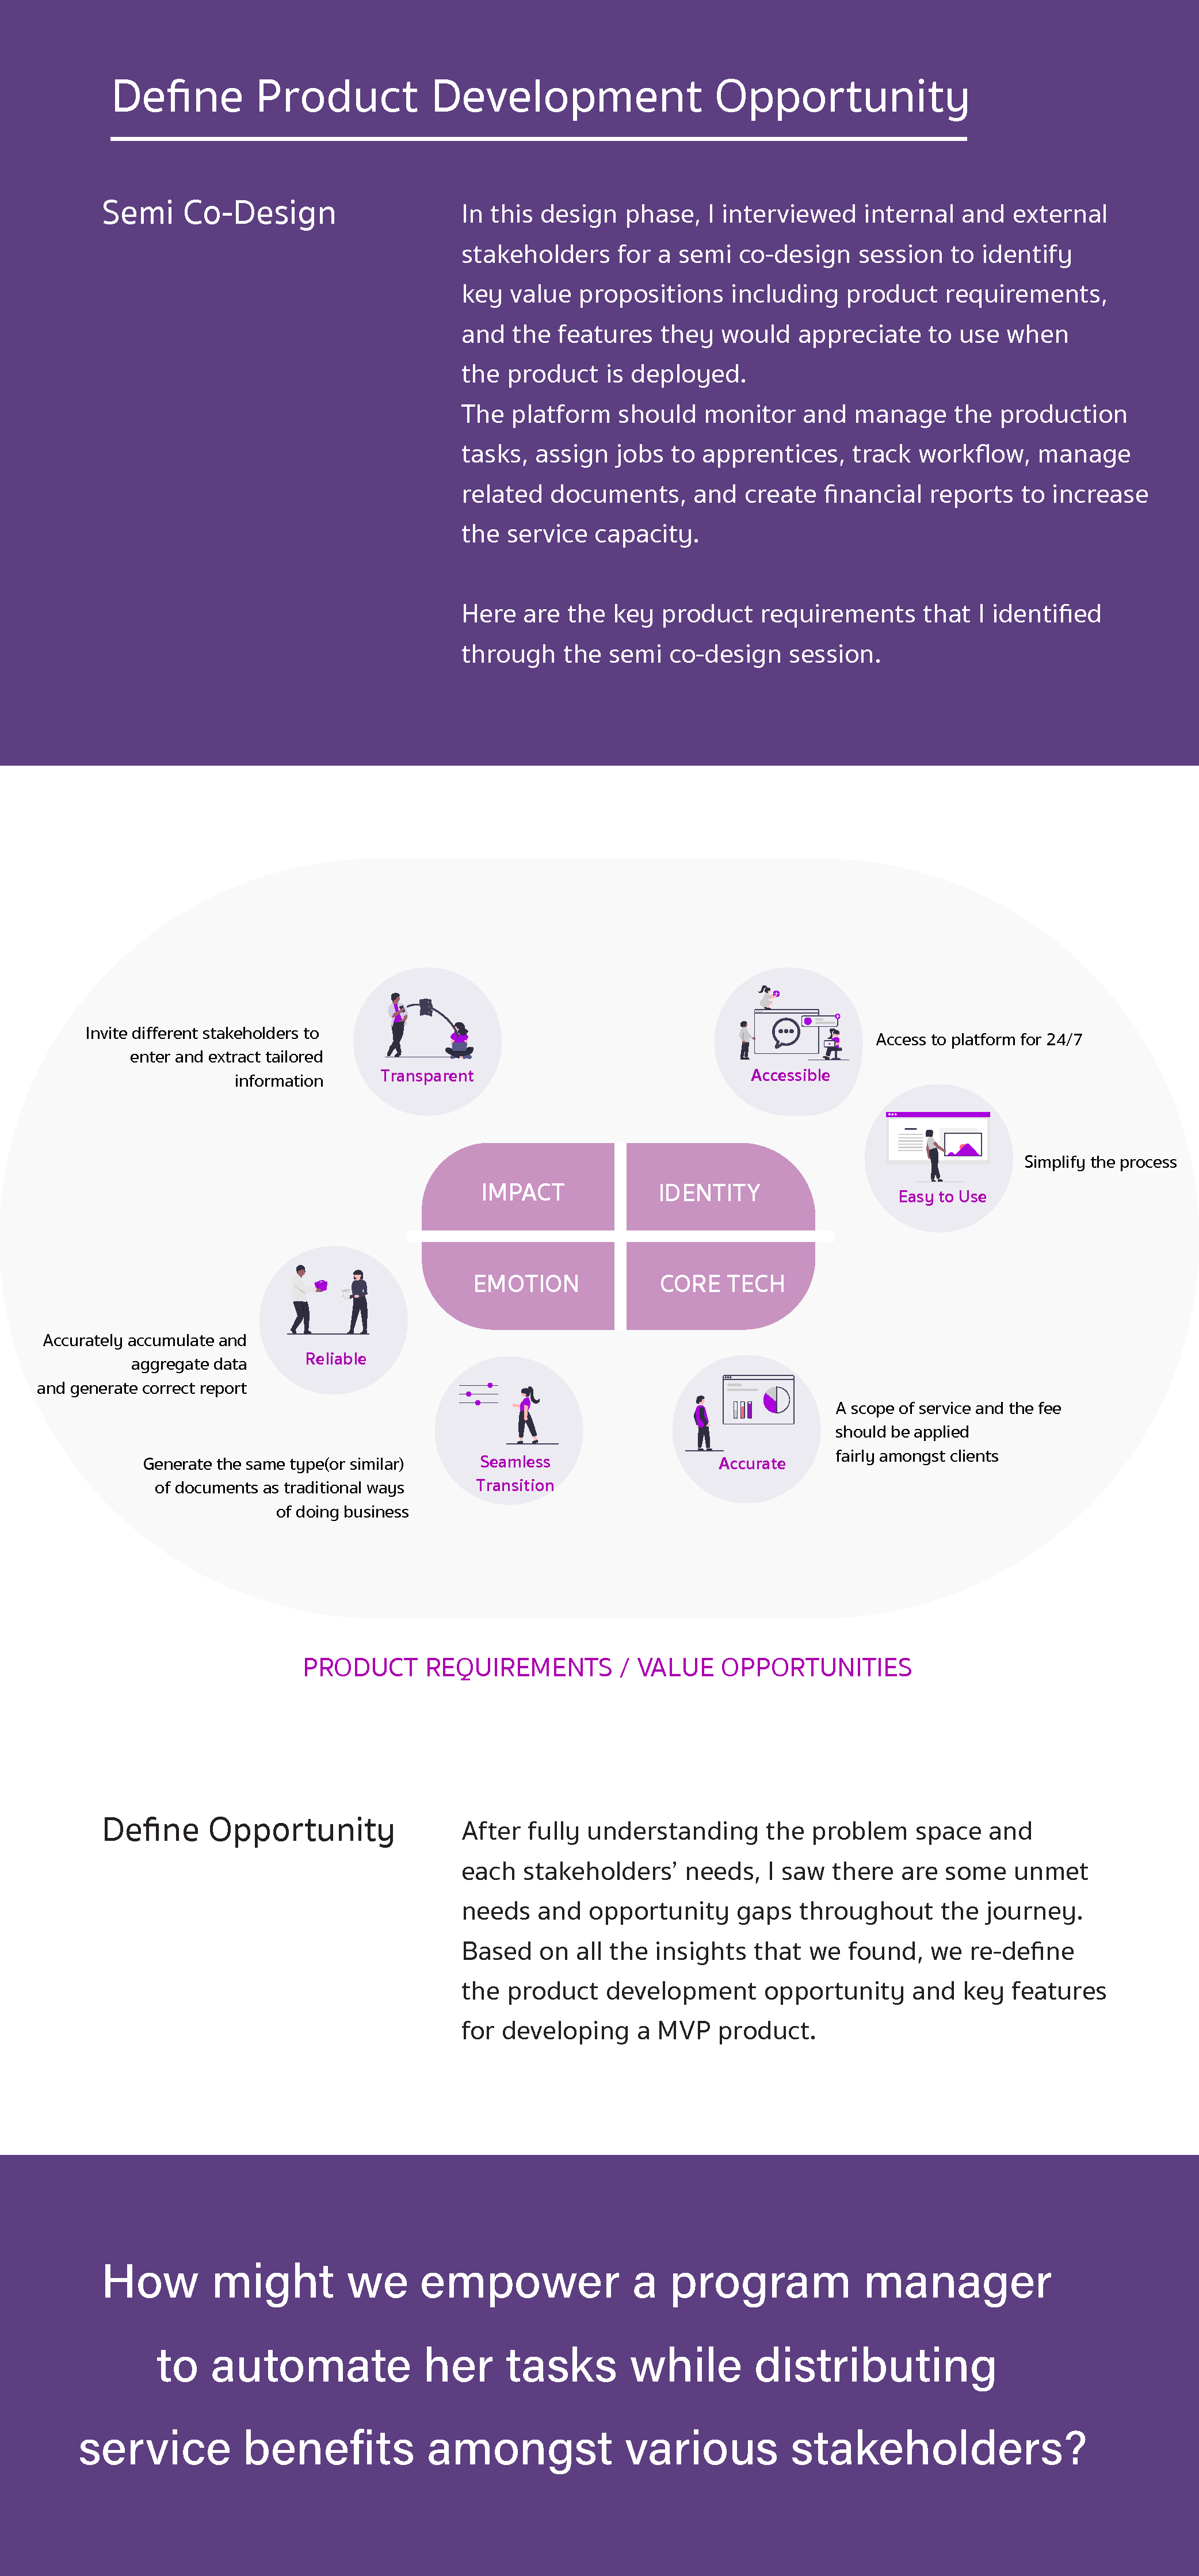 Define Product Development Opportunity
Semi Co-Design
In this design phase, I interviewed internal and external
stakeholders for a semi co-design session to identify
key value propositions including product requirements,
and the features they would appreciate to use when
the product is deployed.
The platform should monitor and manage the production
tasks, assign jobs to apprentices, track workflow, manage
related documents, and create financial reports to increase
the service capacity.
Here are the key product requirements that I identified
through the semi co-design session.
Invite different stakeholders to
enter and extract tailored
information
Transparent
Accessible
Access to platform for 24/7
Easy to Use
Simplify the process
IMPACT
IDENTITY
EMOTION
CORE TECH
Accurately accumulate and
aggregate data
and generate correct report
Reliable
Generate the same type(or similar)
of documents as traditional ways
of doing business
Seamless
Transition
Accurate
A scope of service and the fee
should be applied
fairly amongst clients
PRODUCT REQUIREMENTS / VALUE OPPORTUNITIES
Define Opportunity
After fully understanding the problem space and
each stakeholders’ needs, I saw there are some unmet
needs and opportunity gaps throughout the journey.
Based on all the insights that we found, we re-define
the product development opportunity and key features
for developing a MVP product.
How might we empower a program manager
to automate her tasks while distributing
service benefits amongst various stakeholders?